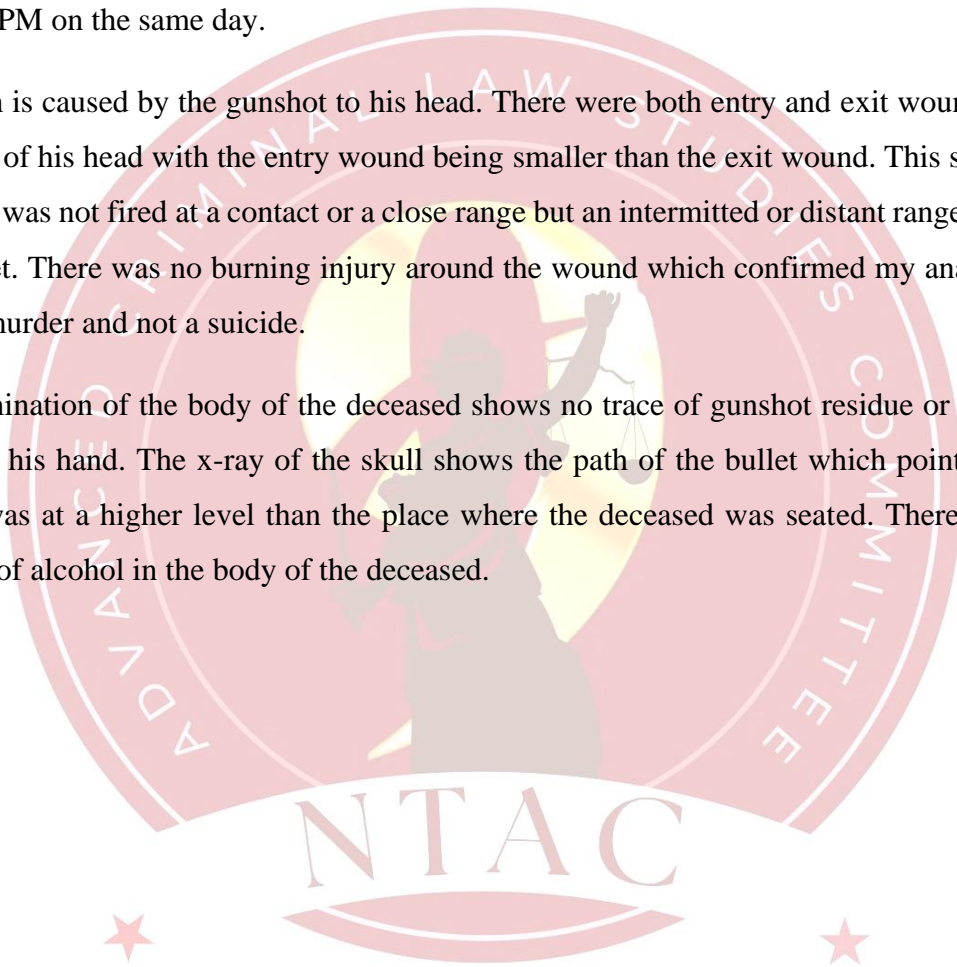 PM on the same day.
is caused by the gunshot to his head. There were both entry and exit
of his head with the entry wound being smaller than the exit wound. This
was not fired at a contact or a close range but an intermitted or distant range
There was no burning injury around the wound which confirmed my
murder and not a suicide.
of the body of the deceased shows no trace of gunshot residue or
his hand. The x-ray of the skull shows the path of the bullet which
was at a higher level than the place where the deceased was seated.
of alcohol in the body of the deceased.
ADVANCED CRIMINAL LAW STUDIES COMMITTEE
NTAC